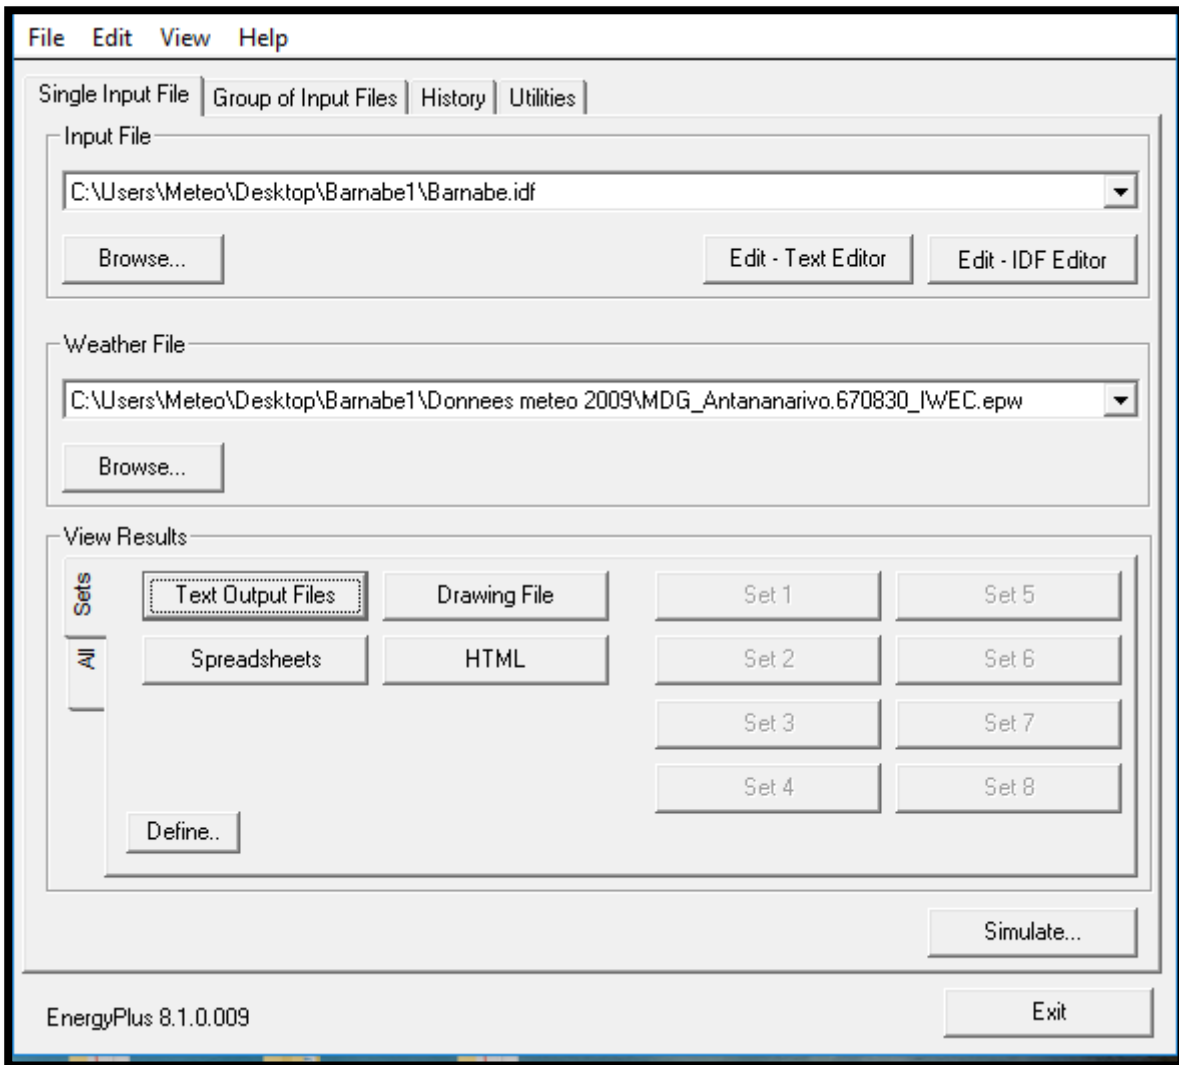 File Edit View Help
Single Input File Group of Input Files History Utilities
Input File
C:\Users\Meteo\Desktop\Barnabe1\Barnabe.idf
Browse... Edit - Text Editor Edit - IDF Editor
Weather File
C:\Users\Meteo\Desktop\Barnabe1\Donnees meteo 2009\MDG_Antananarivo.670830_IWEC.epw
Browse...
View Results
Sets
Text Output Files Drawing File Set 1 Set 5
All
Spreadsheets HTML Set 2 Set 6
Set 3 Set 7
Set 4 Set 8
Define..
Simulate...
EnergyPlus 8.1.0.009 Exit